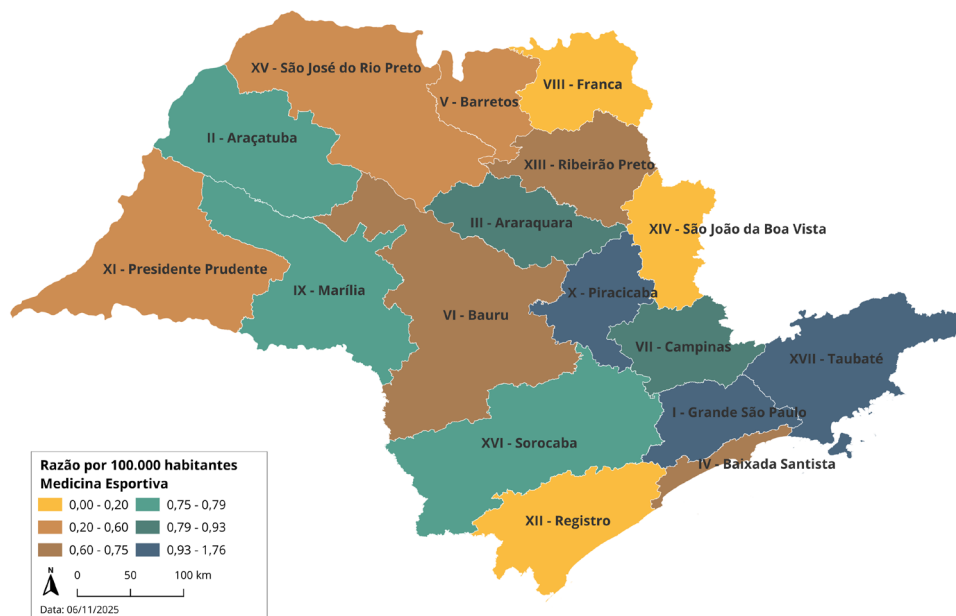 XV - São José do Rio Preto
VIII - Franca
V - Barretos
II - Araçatuba
XIII - Ribeirão Preto
III - Araraquara
XIV - São João da Boa Vista
XI - Presidente Prudente
IX - Marília
X - Piracicaba
VI - Bauru
VII - Campinas
XVII - Taubaté
I - Grande São Paulo
XVI - Sorocaba
IV - Baixada Santista
XII - Registro
Razão por 100.000 habitantes
Medicina Esportiva
0,00 - 0,20
0,75 - 0,79
0,20 - 0,60
0,79 - 0,93
0,60 - 0,75
0,93 - 1,76
N
0 50 100 km
Data: 06/11/2025